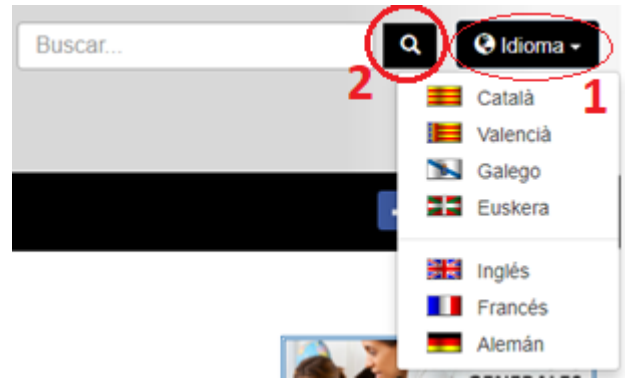 Buscar...
Idioma
2
1
Català
Valencià
Galego
Euskera
Inglés
Francés
Alemán